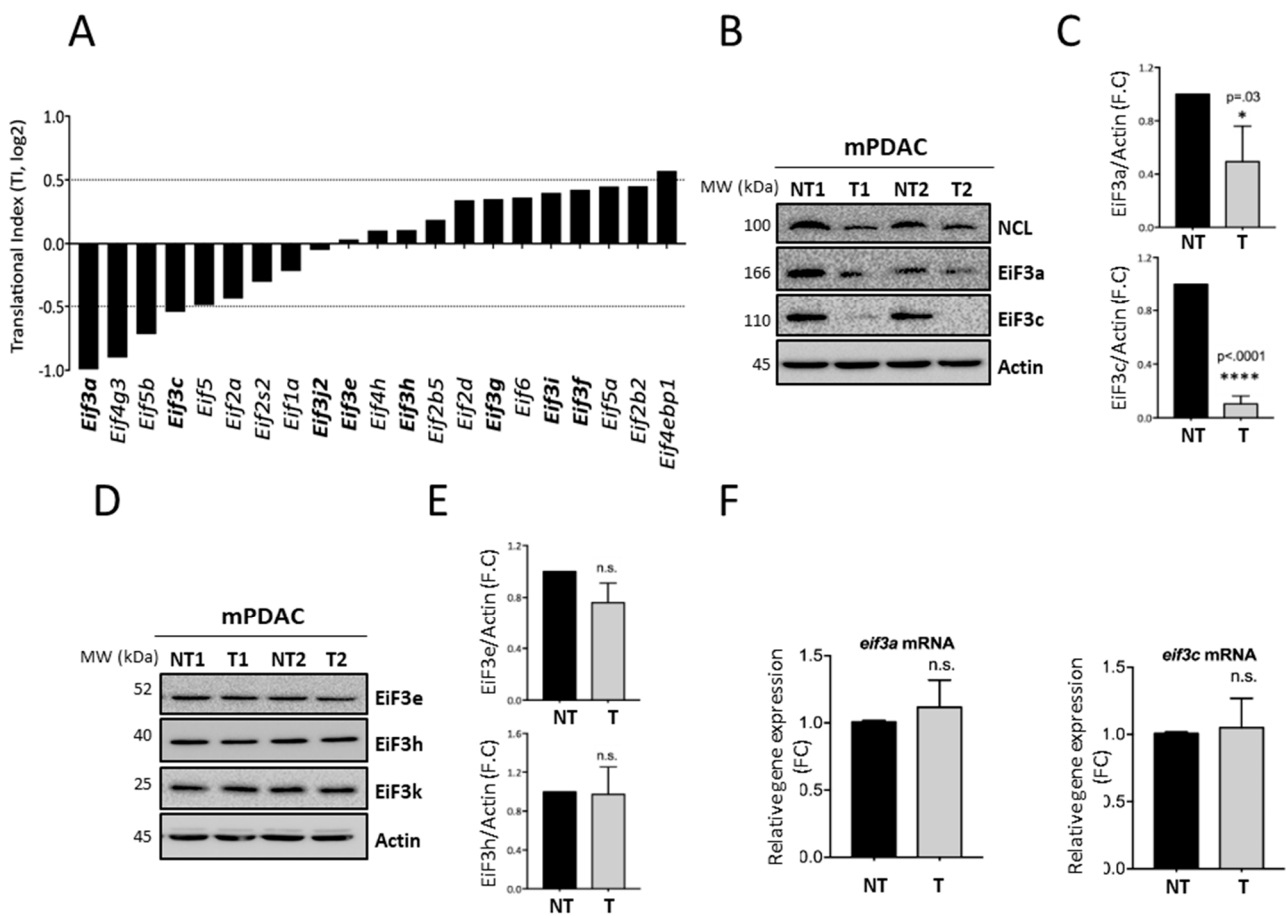 A
Translational Index (TI, log2)
1.0
0.5
0.0
-0.5
-1.0
Eif3a
Eif4g3
Eif5b
Eif3c
Eif5
Eif2a
Eif2s2
Eif1a
Eif3j2
Eif3e
Eif4h
Eif3h
Eif2b5
Eif2d
Eif3g
Eif6
Eif3i
Eif3f
Eif5a
Eif2b2
Eif4ebp1
B
mPDAC
MW (kDa)
NT1 T1 NT2 T2
100 NCL
166 EiF3a
110 EiF3c
45 Actin
C
EiF3a/Actin (F.C)
1.2
0.8
0.4
0.0
p=.03
*
NT T
EiF3c/Actin (F.C)
1.2
0.8
0.4
0.0
p<.0001
****
NT T
D
mPDAC
MW (kDa)
NT1 T1 NT2 T2
52 EiF3e
40 EiF3h
25 EiF3k
45 Actin
E
EiF3e/Actin (F.C)
1.2
0.8
0.4
0.0
n.s.
NT T
EiF3h/Actin (F.C)
1.6
1.2
0.8
0.4
0.0
n.s.
NT T
F
eif3a mRNA
Relativegene expression
(FC)
1.5
1.0
0.5
0.0
n.s.
NT T
eif3c mRNA
Relativegene expression
(FC)
1.5
1.0
0.5
0.0
n.s.
NT T